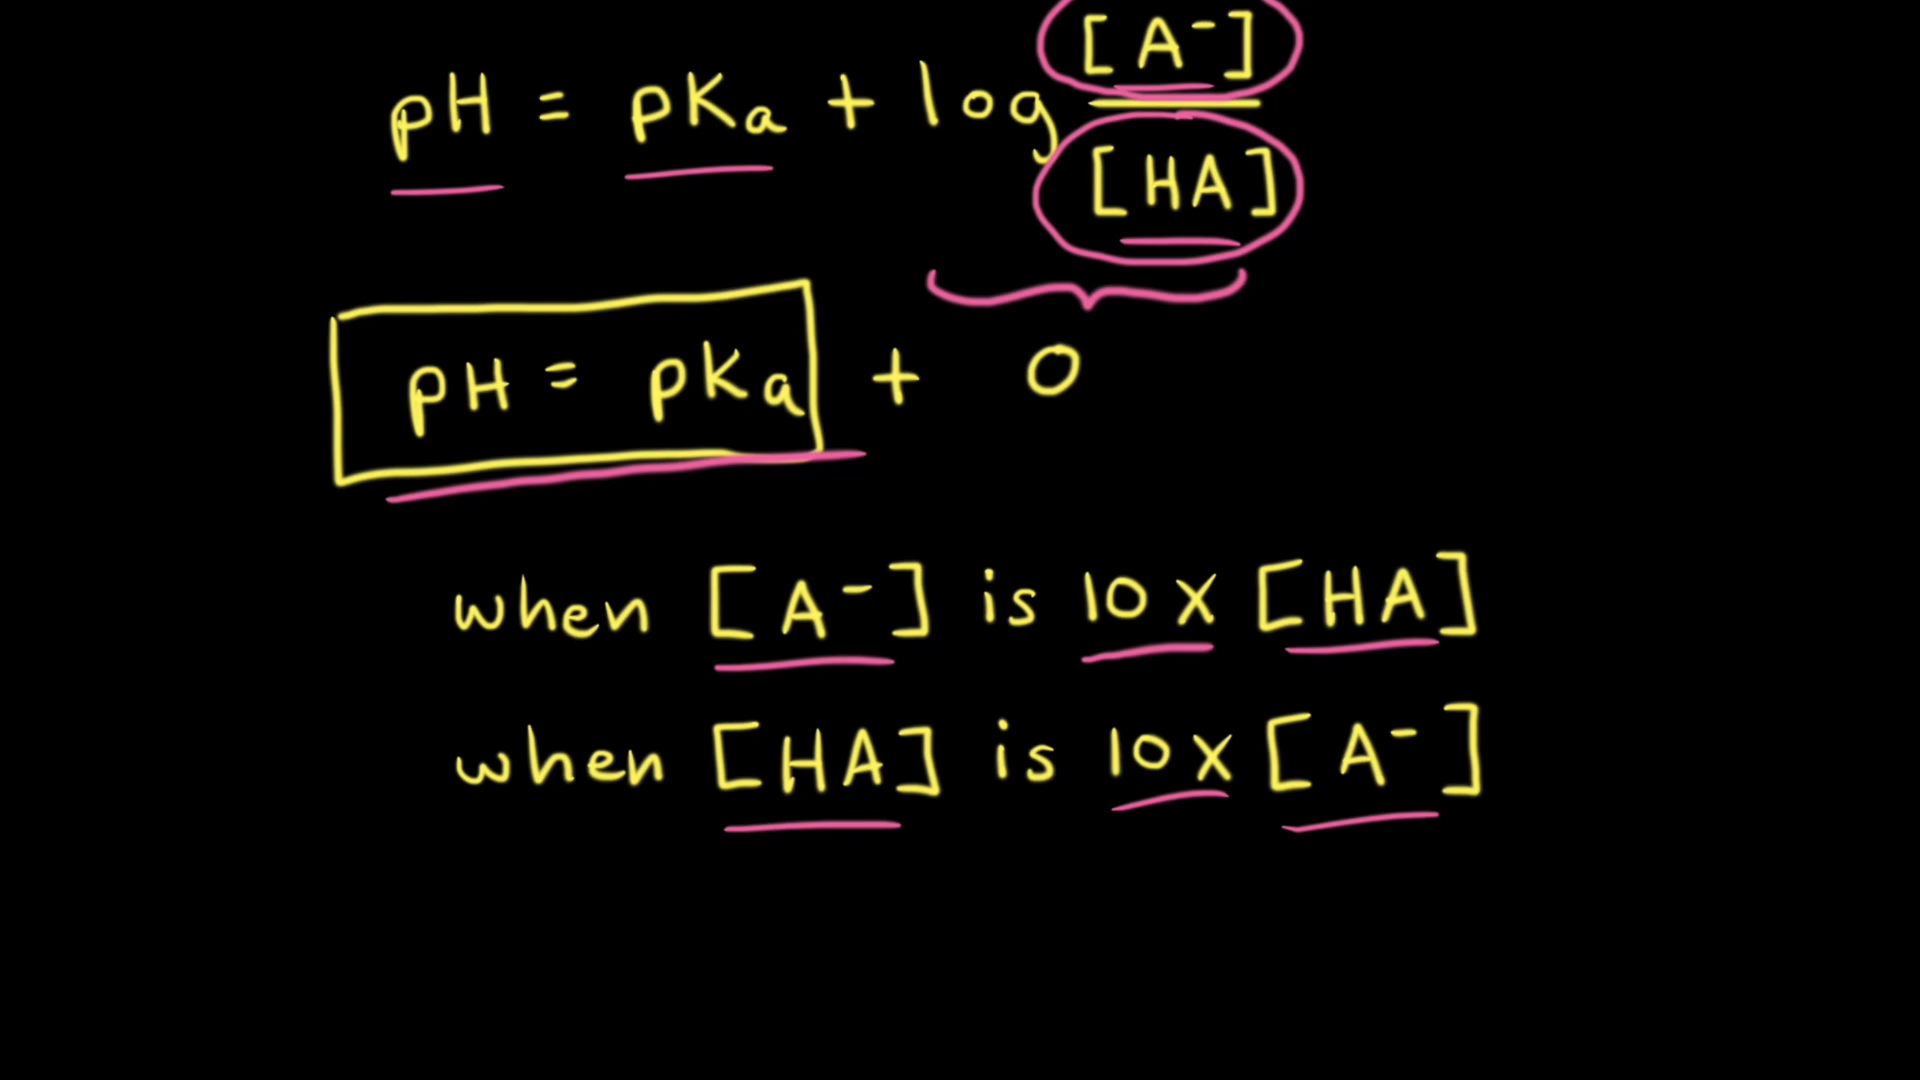 pH = pKa + log [A⁻] / [HA]
pH = pKa + 0
when [A⁻] is 10x [HA]
when [HA] is 10x [A⁻]